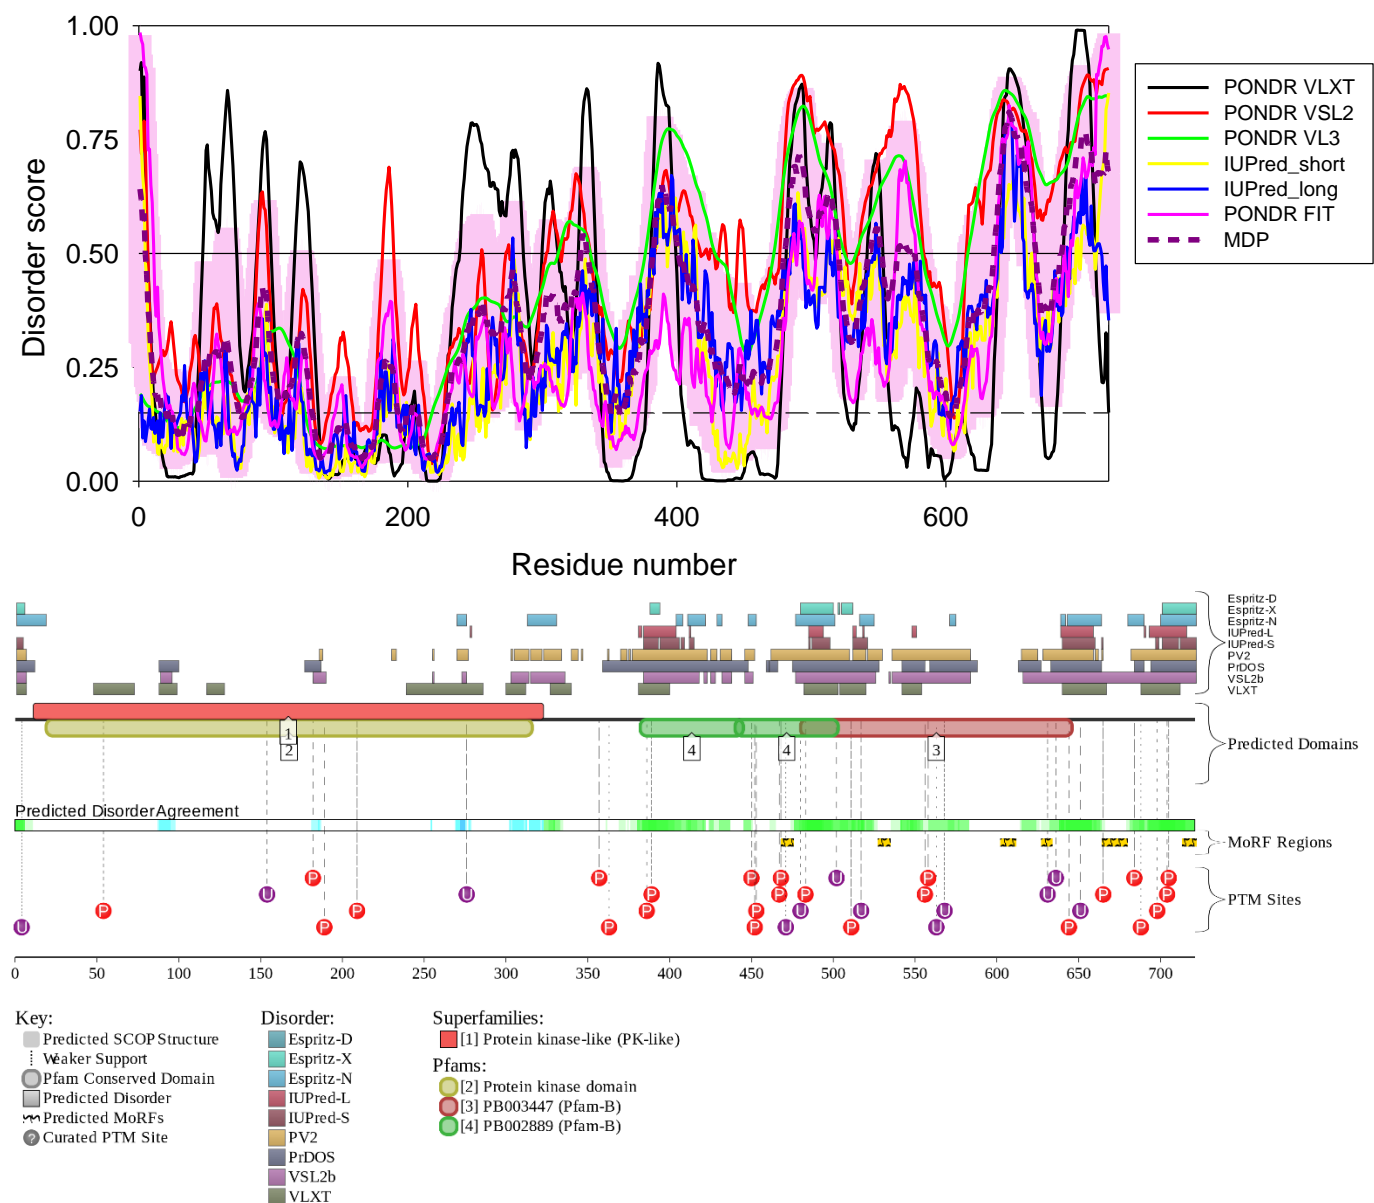 1.00
0.75
0.50
0.25
0.00
Disorder score
0
200
400
600
Residue number
PONDR VLXT
PONDR VSL2
PONDR VL3
IUPred_short
IUPred_long
PONDR FIT
MDP
Espritz-D
Espritz-X
Espritz-N
IUPred-L
IUPred-S
PV2
PrDOS
VSL2b
VLXT
1
2
4
4
3
Predicted Domains
Predicted Disorder Agreement
MoRF Regions
P P P P P P P U U P
U P U P P U P U P P
P P P U P U P P
U P P P U P U P P
PTM Sites
0 50 100 150 200 250 300 350 400 450 500 550 600 650 700
Key:
Predicted SCOP Structure
Weaker Support
Pfam Conserved Domain
Predicted Disorder
Predicted MoRFs
? Curated PTM Site
Disorder:
Espritz-D
Espritz-X
Espritz-N
IUPred-L
IUPred-S
PV2
PrDOS
VSL2b
VLXT
Superfamilies:
[1] Protein kinase-like (PK-like)
Pfams:
[2] Protein kinase domain
[3] PB003447 (Pfam-B)
[4] PB002889 (Pfam-B)